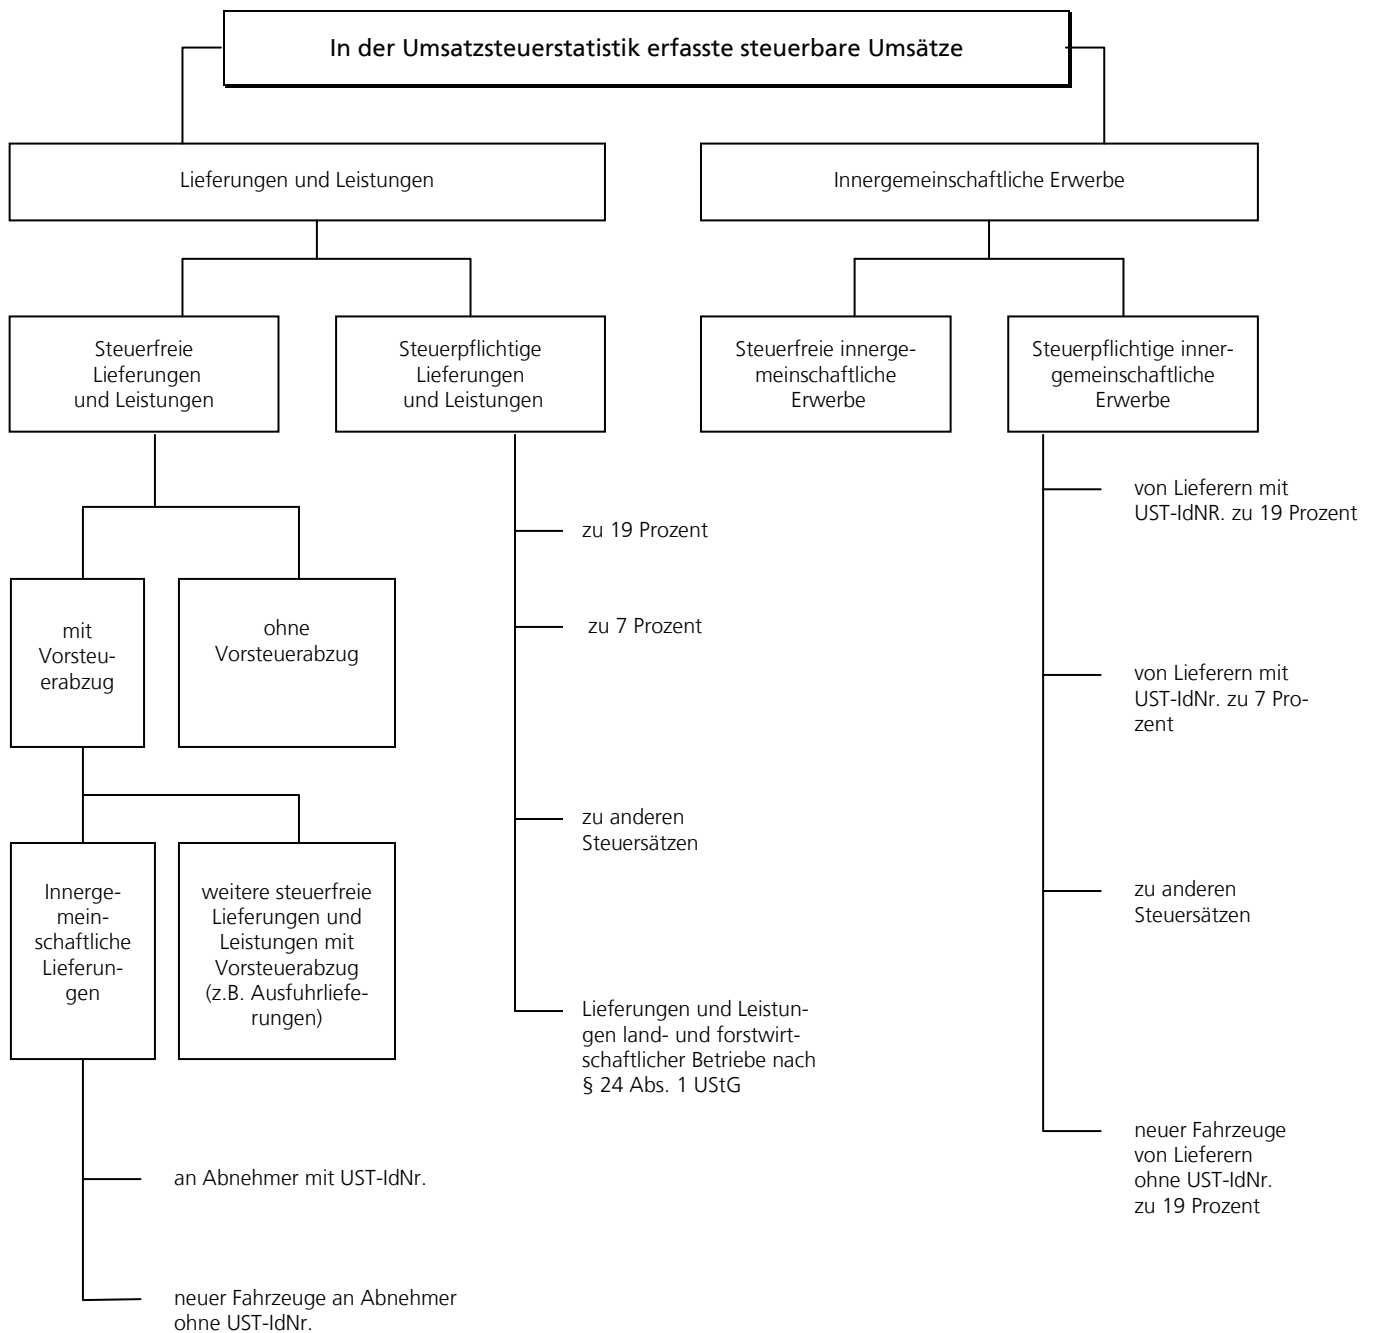 In der Umsatzsteuerstatistik erfasste steuerbare Umsätze
Lieferungen und Leistungen
Innergemeinschaftliche Erwerbe
Steuerfreie
Lieferungen
und Leistungen
Steuerpflichtige
Lieferungen
und Leistungen
Steuerfreie innerge-
meinschaftliche
Erwerbe
Steuerpflichtige inner-
gemeinschaftliche
Erwerbe
mit
Vorsteu-
erabzug
ohne
Vorsteuerabzug
Innerge-
mein-
schaftliche
Lieferun-
gen
weitere steuerfreie
Lieferungen und
Leistungen mit
Vorsteuerabzug
(z.B. Ausfuhrliefe-
rungen)
an Abnehmer mit UST-IdNr.
neuer Fahrzeuge an Abnehmer
ohne UST-IdNr.
zu 19 Prozent
zu 7 Prozent
zu anderen
Steuersätzen
Lieferungen und Leistun-
gen land- und forstwirt-
schaftlicher Betriebe nach
§ 24 Abs. 1 UStG
von Lieferern mit
UST-IdNR. zu 19 Prozent
von Lieferern mit
UST-IdNr. zu 7 Pro-
zent
zu anderen
Steuersätzen
neuer Fahrzeuge
von Lieferern
ohne UST-IdNr.
zu 19 Prozent